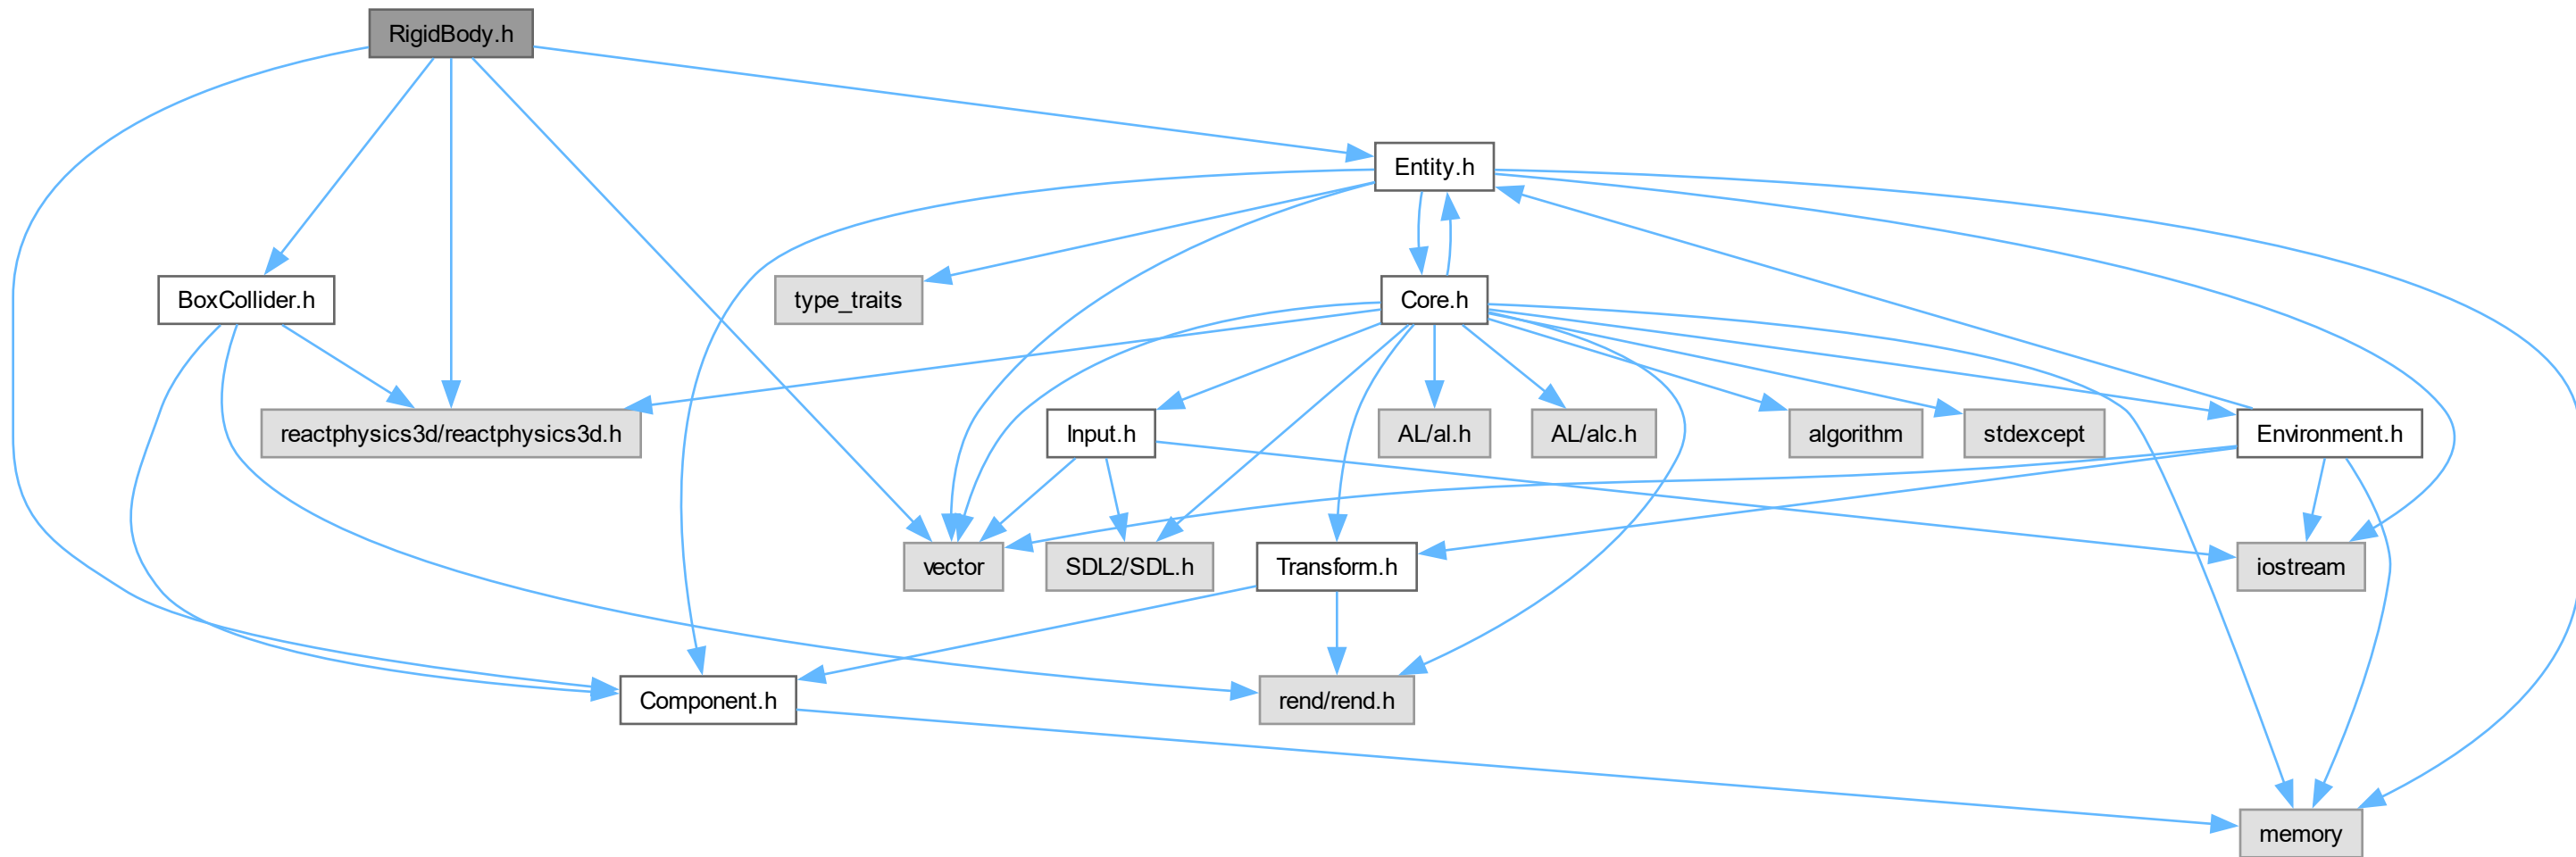 RigidBody.h
Entity.h
BoxCollider.h
type_traits
Core.h
reactphysics3d/reactphysics3d.h
Input.h
AL/al.h
AL/alc.h
algorithm
stdexcept
Environment.h
vector
SDL2/SDL.h
Transform.h
iostream
Component.h
rend/rend.h
memory